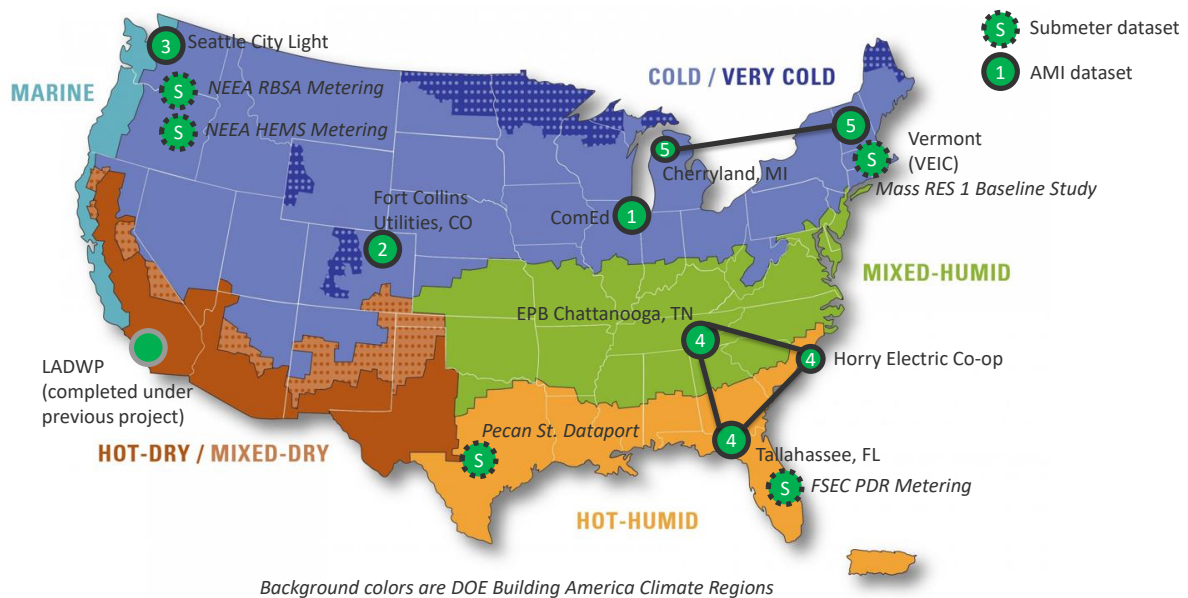 3
Seattle City Light
S
Submeter dataset
1
AMI dataset
MARINE
S
NEEA RBSA Metering
S
NEEA HEMS Metering
COLD / VERY COLD
5
5
Cherryland, MI
S
Vermont
(VEIC)
Mass RES 1 Baseline Study
Fort Collins
Utilities, CO
2
ComEd
1
MIXED-HUMID
EPB Chattanooga, TN
4
4
Horry Electric Co-op
LADWP
(completed under
previous project)
HOT-DRY / MIXED-DRY
Pecan St. Dataport
S
4
Tallahassee, FL
S
FSEC PDR Metering
HOT-HUMID
Background colors are DOE Building America Climate Regions